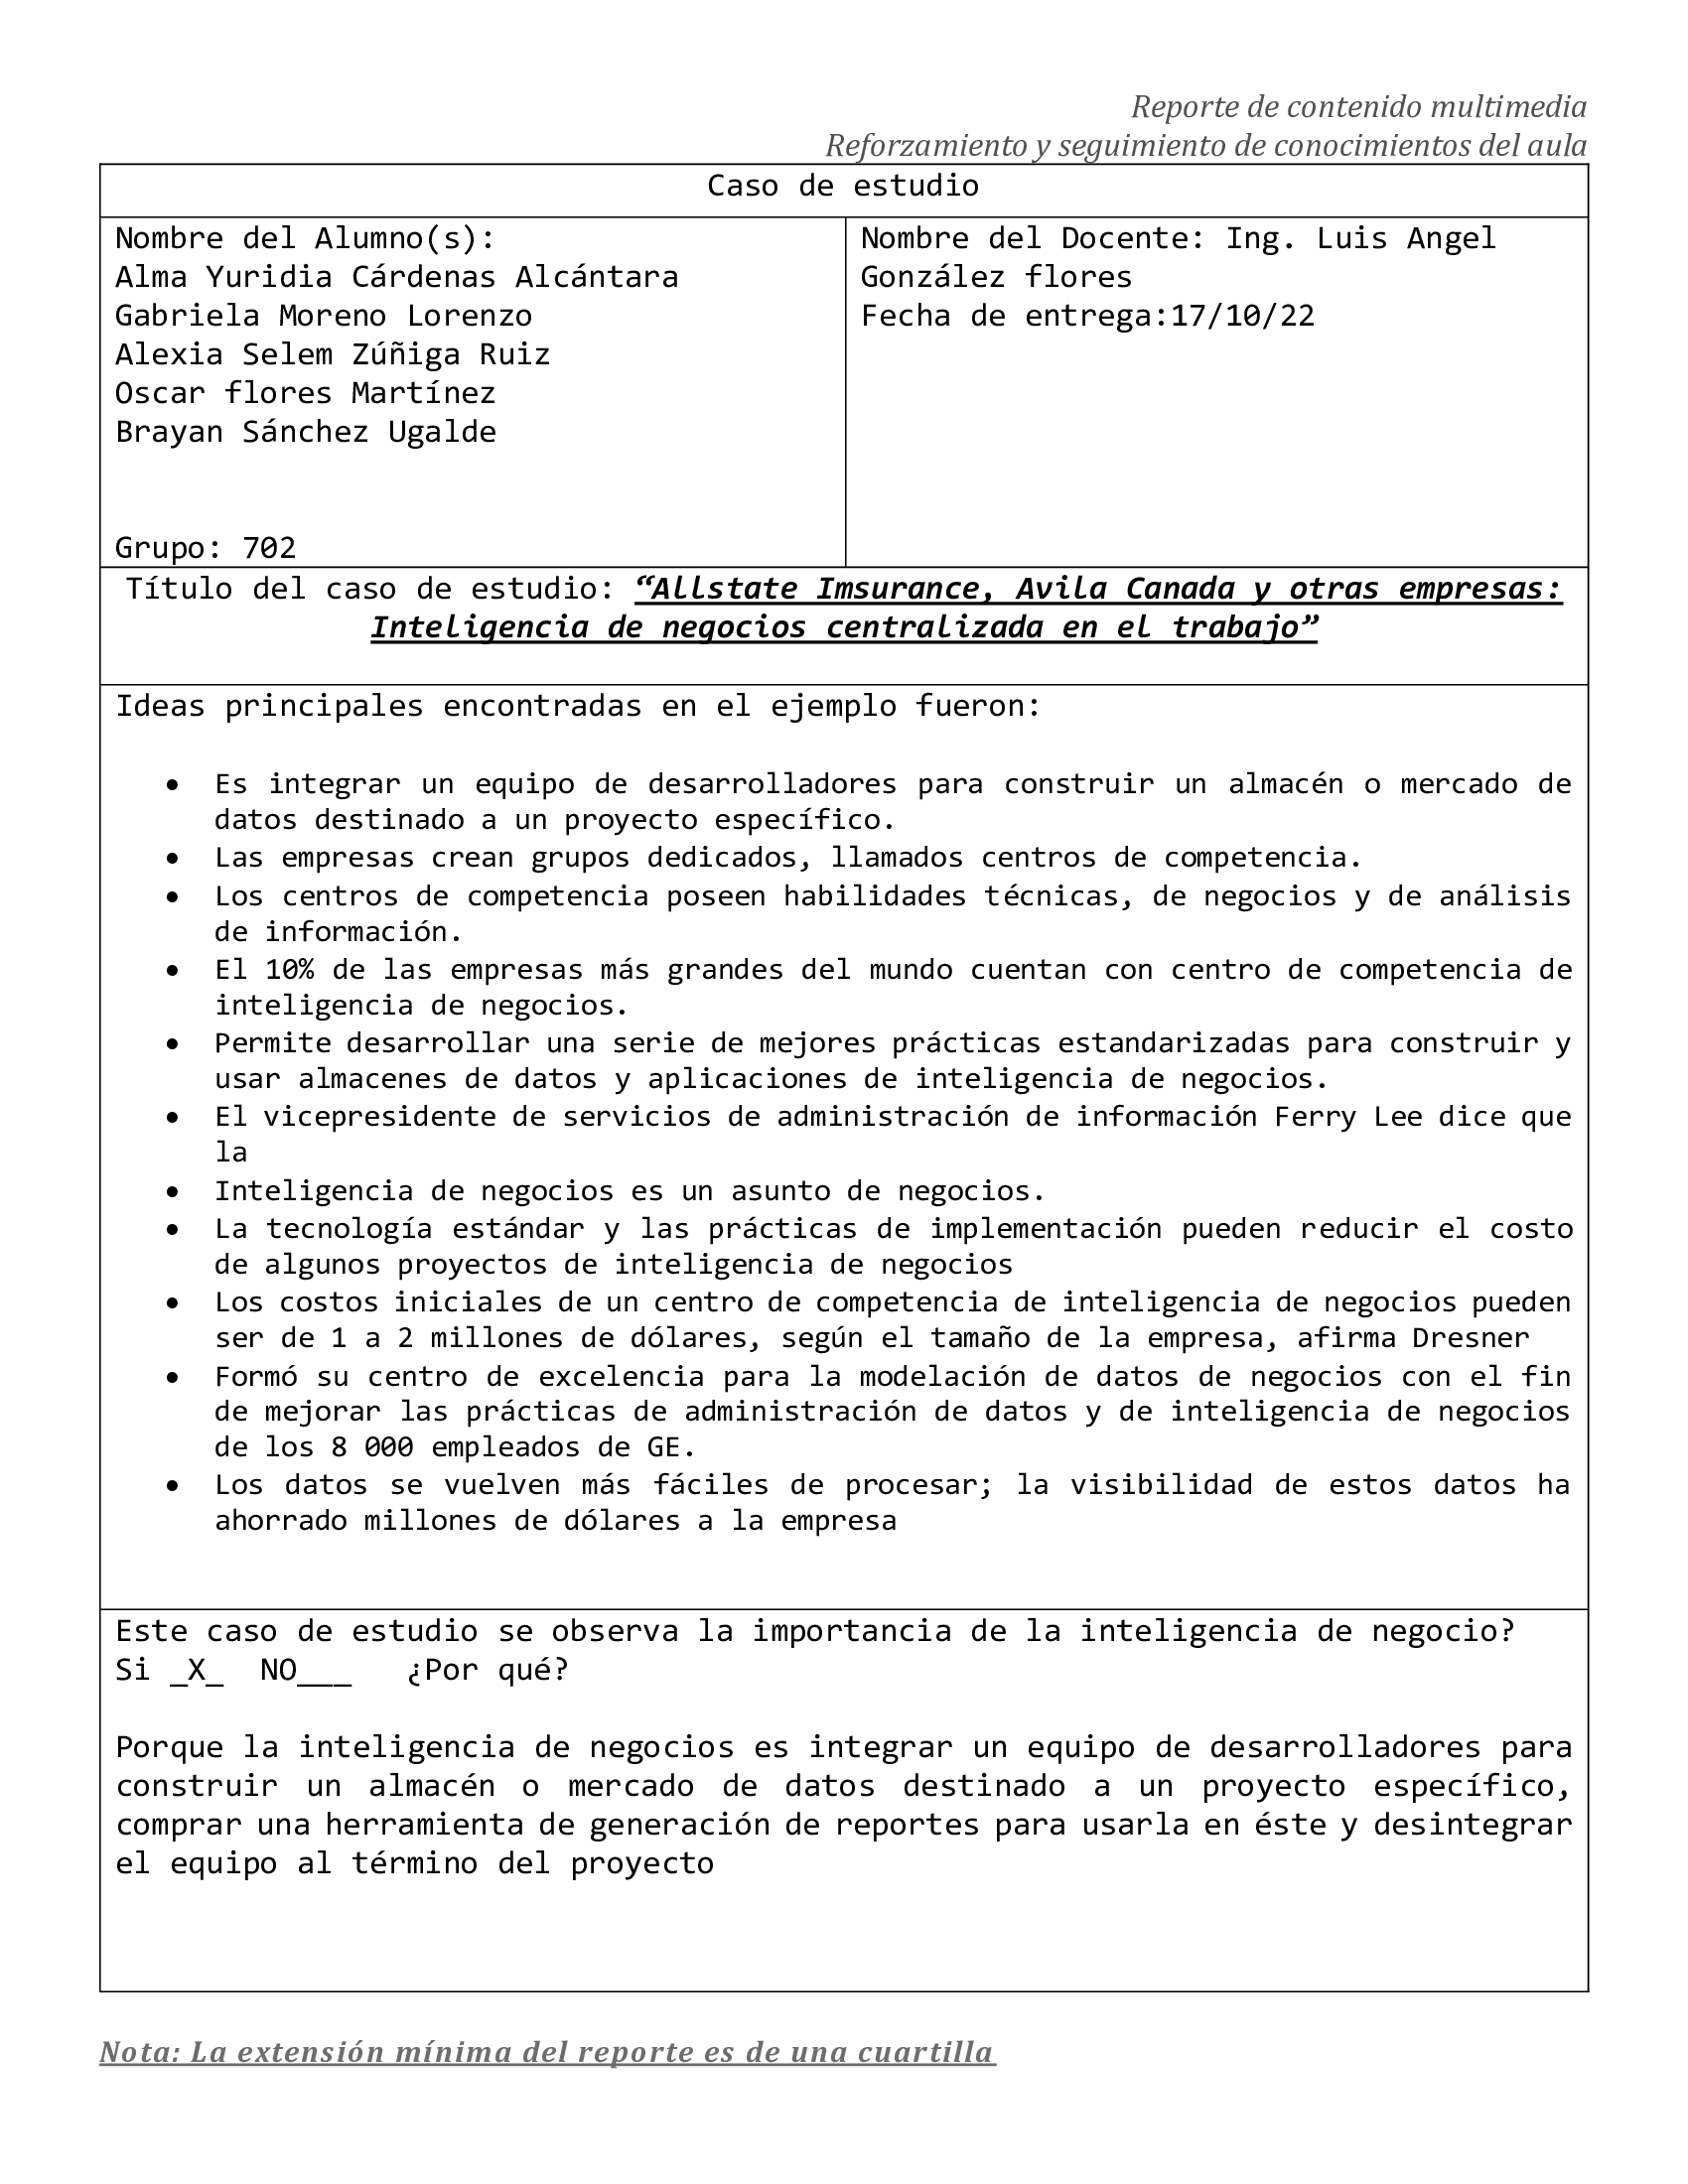 Reporte de contenido multimedia
Reforzamiento y seguimiento de conocimientos del aula
Caso de estudio
Nombre del Alumno(s):
Alma Yuridia Cárdenas Alcántara
Gabriela Moreno Lorenzo
Alexia Selem Zúñiga Ruiz
Oscar flores Martínez
Brayan Sánchez Ugalde
Grupo: 702
Nombre del Docente: Ing. Luis Angel
González flores
Fecha de entrega:17/10/22
Título del caso de estudio: “Allstate Imsurance, Avila Canada y otras empresas:
Inteligencia de negocios centralizada en el trabajo”
Ideas principales encontradas en el ejemplo fueron:
• Es integrar un equipo de desarrolladores para construir un almacén o mercado de
datos destinado a un proyecto específico.
• Las empresas crean grupos dedicados, llamados centros de competencia.
• Los centros de competencia poseen habilidades técnicas, de negocios y de análisis
de información.
• El 10% de las empresas más grandes del mundo cuentan con centro de competencia de
inteligencia de negocios.
• Permite desarrollar una serie de mejores prácticas estandarizadas para construir y
usar almacenes de datos y aplicaciones de inteligencia de negocios.
• El vicepresidente de servicios de administración de información Ferry Lee dice que
la
• Inteligencia de negocios es un asunto de negocios.
• La tecnología estándar y las prácticas de implementación pueden reducir el costo
de algunos proyectos de inteligencia de negocios
• Los costos iniciales de un centro de competencia de inteligencia de negocios pueden
ser de 1 a 2 millones de dólares, según el tamaño de la empresa, afirma Dresner
• Formó su centro de excelencia para la modelación de datos de negocios con el fin
de mejorar las prácticas de administración de datos y de inteligencia de negocios
de los 8 000 empleados de GE.
• Los datos se vuelven más fáciles de procesar; la visibilidad de estos datos ha
ahorrado millones de dólares a la empresa
Este caso de estudio se observa la importancia de la inteligencia de negocio?
Si _X_  NO___   ¿Por qué?
Porque la inteligencia de negocios es integrar un equipo de desarrolladores para
construir un almacén o mercado de datos destinado a un proyecto específico,
comprar una herramienta de generación de reportes para usarla en éste y desintegrar
el equipo al término del proyecto
Nota: La extensión mínima del reporte es de una cuartilla